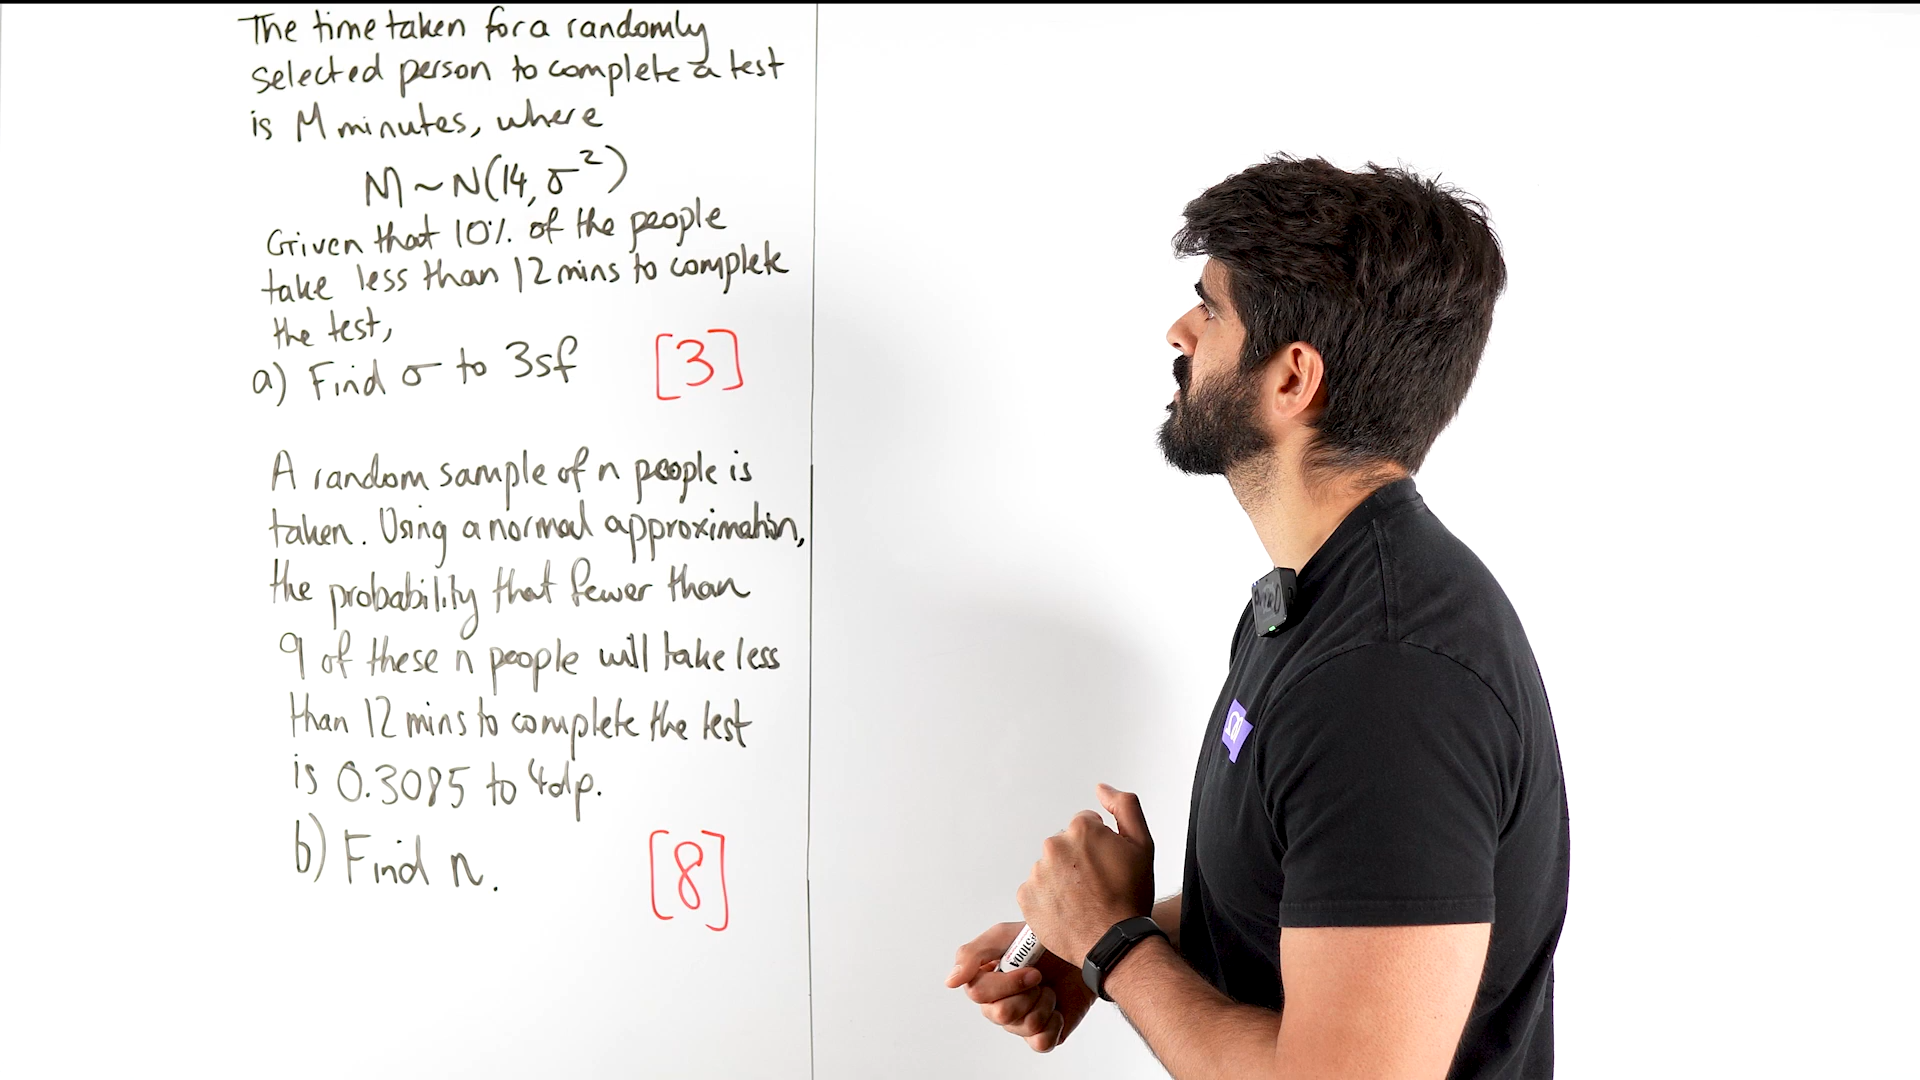 The time taken for a randomly
selected person to complete a test
is M minutes, where
M ~ N(14, σ²)
Given that 10% of the people
take less than 12 mins to complete
the test,
a) Find σ to 3sf [3]
A random sample of n people is
taken. Using a normal approximation,
the probability that fewer than
9 of these n people will take less
than 12 mins to complete the test
is 0.3085 to 4dp.
b) Find n. [8]